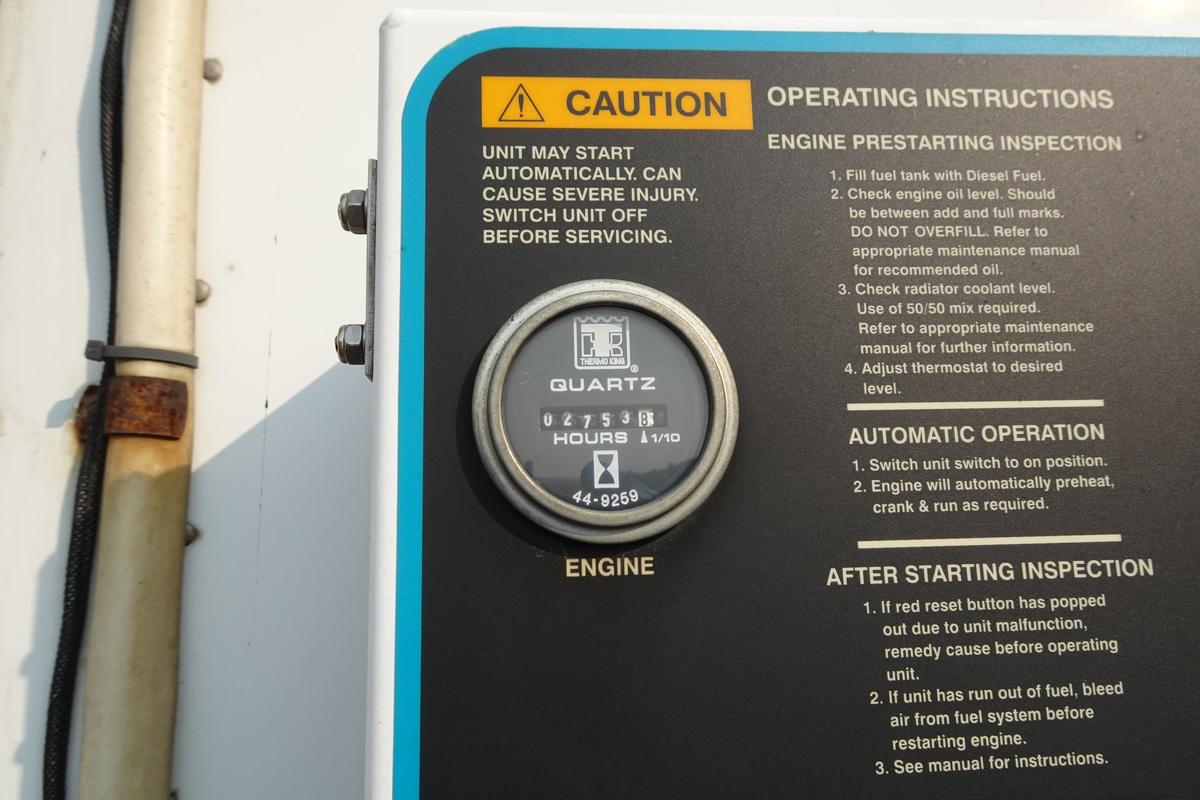 CAUTION
UNIT MAY START
AUTOMATICALLY. CAN
CAUSE SEVERE INJURY.
SWITCH UNIT OFF
BEFORE SERVICING.
THERMO KING
®
QUARTZ
027538
HOURS 1/10
44-9259
ENGINE
OPERATING INSTRUCTIONS
ENGINE PRESTARTING INSPECTION
1. Fill fuel tank with Diesel Fuel.
2. Check engine oil level. Should
be between add and full marks.
DO NOT OVERFILL. Refer to
appropriate maintenance manual
for recommended oil.
3. Check radiator coolant level.
Use of 50/50 mix required.
Refer to appropriate maintenance
manual for further information.
4. Adjust thermostat to desired
level.
AUTOMATIC OPERATION
1. Switch unit switch to on position.
2. Engine will automatically preheat,
crank & run as required.
AFTER STARTING INSPECTION
1. If red reset button has popped
out due to unit malfunction,
remedy cause before operating
unit.
2. If unit has run out of fuel, bleed
air from fuel system before
restarting engine.
3. See manual for instructions.